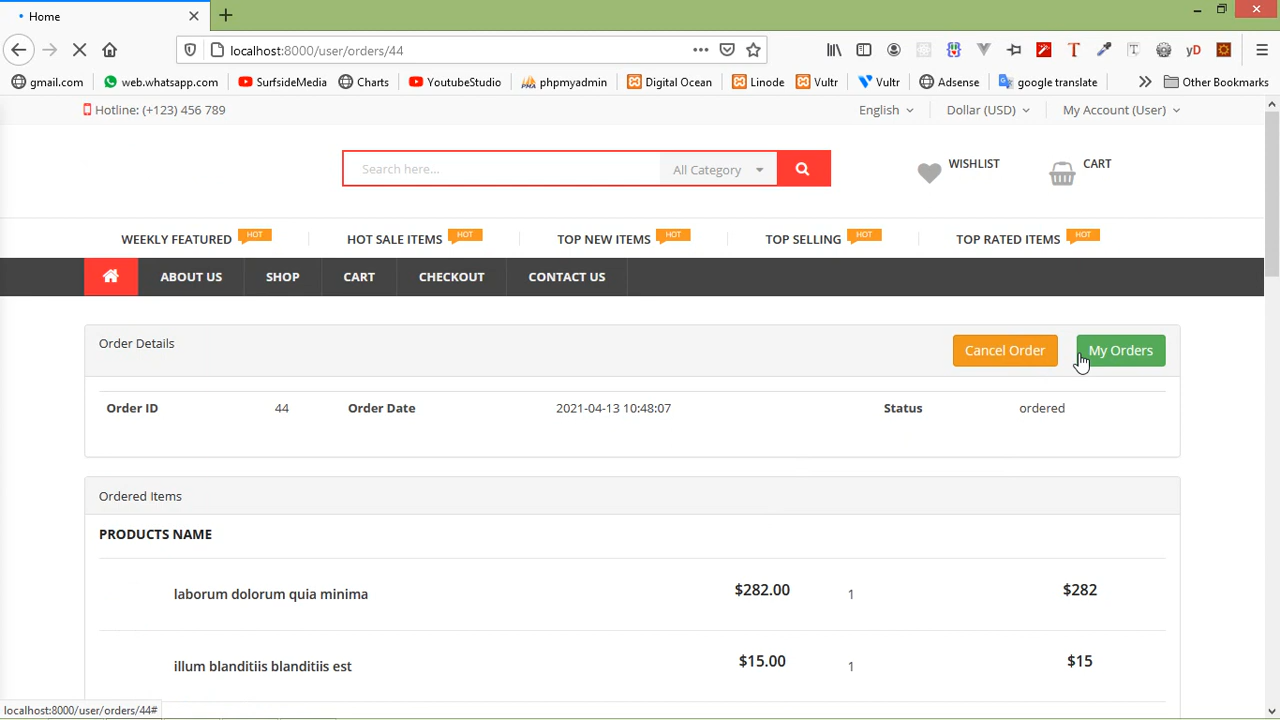 Home
localhost:8000/user/orders/44
gmail.com
web.whatsapp.com
SurfsideMedia
Charts
YoutubeStudio
phpmyadmin
Digital Ocean
Linode
Vultr
Vultr
Adsense
google translate
Other Bookmarks
Hotline: (+123) 456 789
English
Dollar (USD)
My Account (User)
Search here...
All Category
WISHLIST
CART
WEEKLY FEATURED HOT
HOT SALE ITEMS HOT
TOP NEW ITEMS HOT
TOP SELLING HOT
TOP RATED ITEMS HOT
ABOUT US
SHOP
CART
CHECKOUT
CONTACT US
Order Details
Cancel Order
My Orders
Order ID 44 Order Date 2021-04-13 10:48:07 Status ordered
Ordered Items
PRODUCTS NAME
laborum dolorum quia minima $282.00 1 $282
illum blanditiis blanditiis est $15.00 1 $15
localhost:8000/user/orders/44#